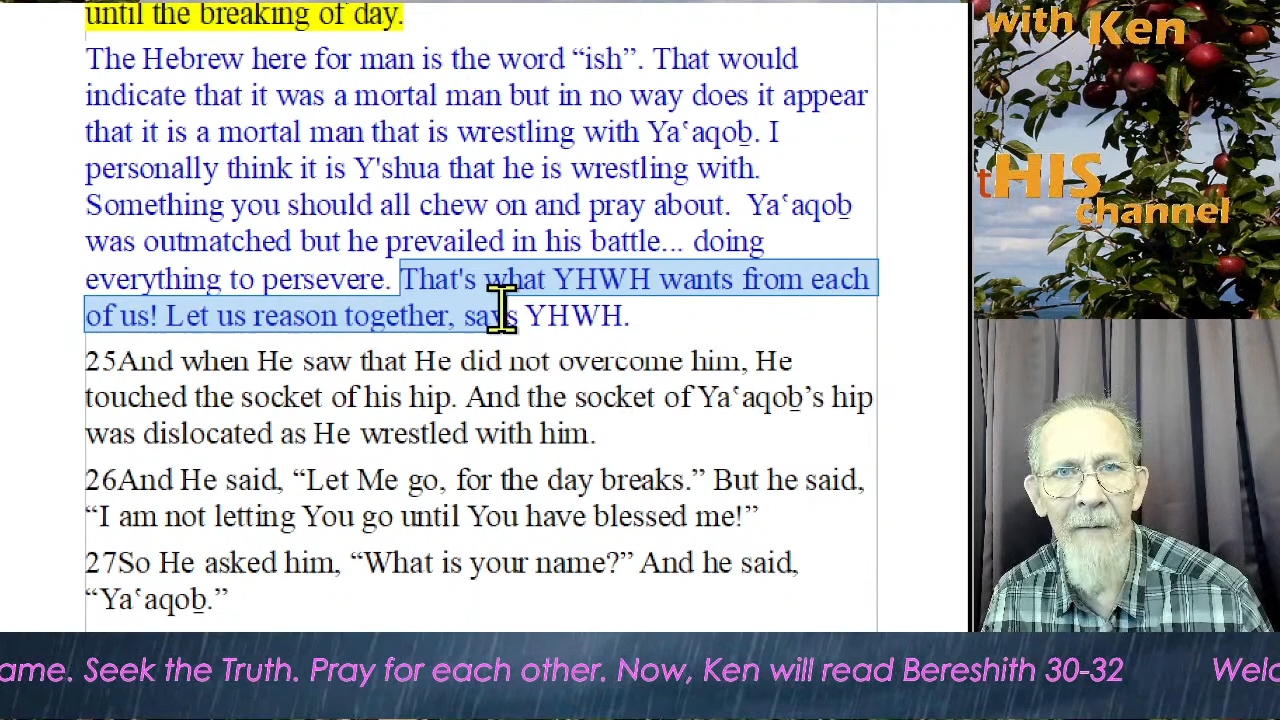 until the breaking of day.
The Hebrew here for man is the word “ish”. That would
indicate that it was a mortal man but in no way does it appear
that it is a mortal man that is wrestling with Yaʽaqoḇ. I
personally think it is Y'shua that he is wrestling with.
Something you should all chew on and pray about.  Yaʽaqoḇ
was outmatched but he prevailed in his battle... doing
everything to persevere. That's what YHWH wants from each
of us! Let us reason together, says YHWH.
25And when He saw that He did not overcome him, He
touched the socket of his hip. And the socket of Yaʽaqoḇ’s hip
was dislocated as He wrestled with him.
26And He said, “Let Me go, for the day breaks.” But he said,
“I am not letting You go until You have blessed me!”
27So He asked him, “What is your name?” And he said,
“Yaʽaqoḇ.”
with Ken
tHIS
channel
ame. Seek the Truth. Pray for each other. Now, Ken will read Bereshith 30-32
Welc